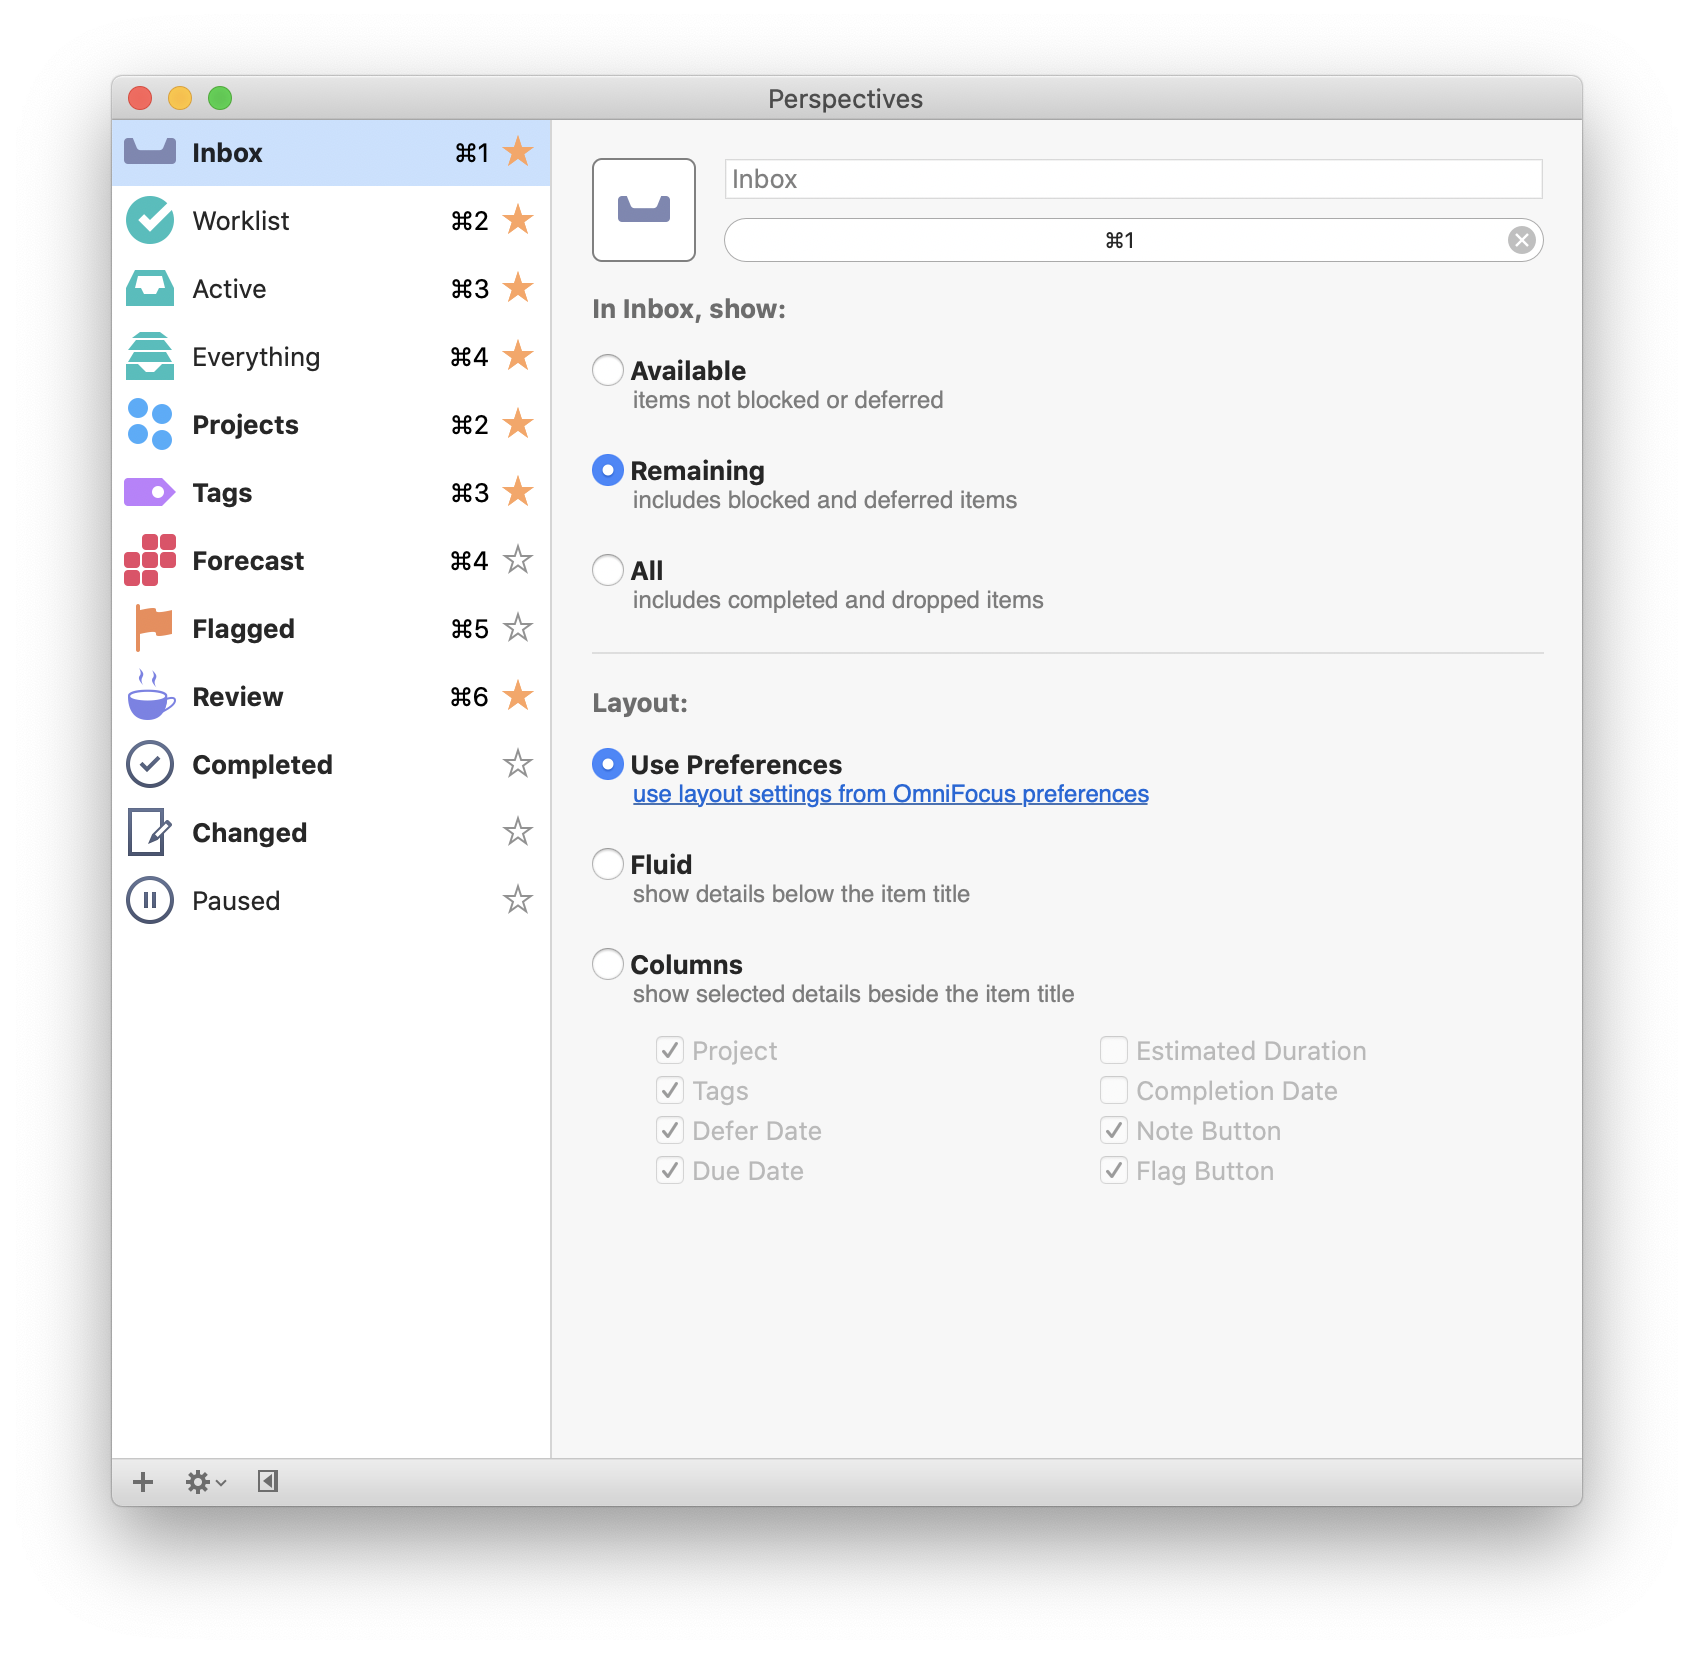 Perspectives
Inbox ⌘1
Worklist ⌘2
Active ⌘3
Everything ⌘4
Projects ⌘2
Tags ⌘3
Forecast ⌘4
Flagged ⌘5
Review ⌘6
Completed
Changed
Paused
Inbox
⌘1
In Inbox, show:
Available
items not blocked or deferred
Remaining
includes blocked and deferred items
All
includes completed and dropped items
Layout:
Use Preferences
use layout settings from OmniFocus preferences
Fluid
show details below the item title
Columns
show selected details beside the item title
Project
Tags
Defer Date
Due Date
Estimated Duration
Completion Date
Note Button
Flag Button